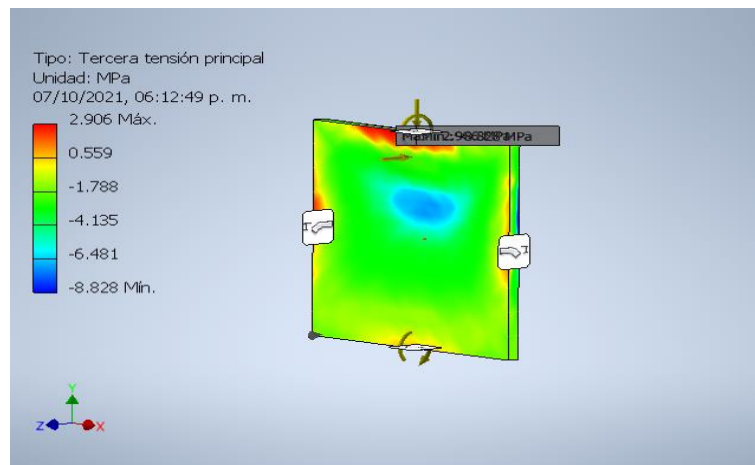 Tipo: Tercera tensión principal
Unidad: MPa
07/10/2021, 06:12:49 p. m.
2.906 Máx.
0.559
-1.788
-4.135
-6.481
-8.828 Mín.
Y
Z
X